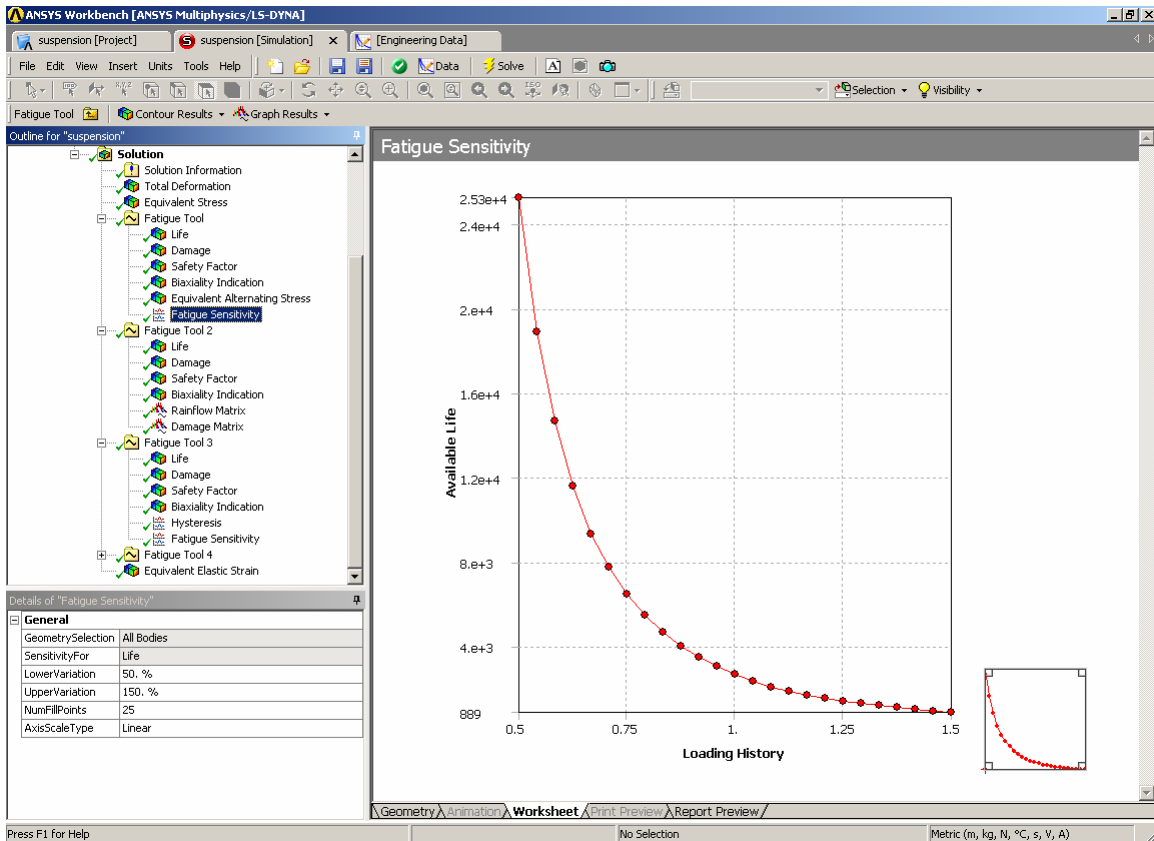 ANSYS Workbench [ANSYS Multiphysics/LS-DYNA]
suspension [Project] suspension [Simulation] [Engineering Data]
File Edit View Insert Units Tools Help Data Solve
Selection Visibility
Fatigue Tool Contour Results Graph Results
Outline for "suspension"
Solution
Solution Information
Total Deformation
Equivalent Stress
Fatigue Tool
Life
Damage
Safety Factor
Biaxiality Indication
Equivalent Alternating Stress
Fatigue Sensitivity
Fatigue Tool 2
Life
Damage
Safety Factor
Biaxiality Indication
Rainflow Matrix
Damage Matrix
Fatigue Tool 3
Life
Damage
Safety Factor
Biaxiality Indication
Hysteresis
Fatigue Sensitivity
Fatigue Tool 4
Equivalent Elastic Strain
Details of "Fatigue Sensitivity"
General
GeometrySelection All Bodies
SensitivityFor Life
LowerVariation 50. %
UpperVariation 150. %
NumFillPoints 25
AxisScaleType Linear
Fatigue Sensitivity
2.53e+4
2.4e+4
2.0e+4
1.6e+4
1.2e+4
8.e+3
4.e+3
889
Available Life
0.5 0.75 1. 1.25 1.5
Loading History
Geometry Animation Worksheet Print Preview Report Preview
Press F1 for Help No Selection Metric (m, kg, N, °C, s, V, A)